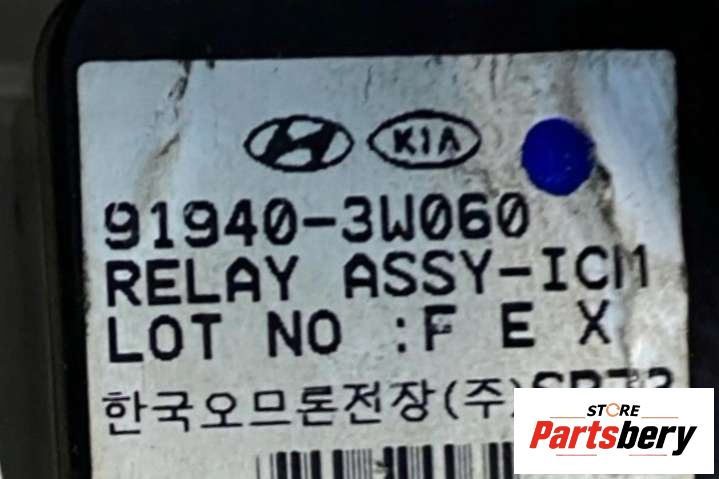 KIA
91940-3W060
RELAY ASSY-ICM
LOT NO :F E X
한국오므론전장(주)
STORE
Partsbery